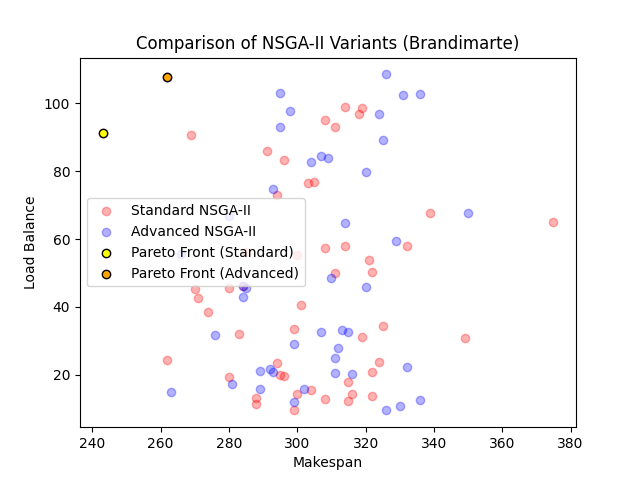 Comparison of NSGA-II Variants (Brandimarte)
Load Balance
100
80
60
40
20
Standard NSGA-II
Advanced NSGA-II
Pareto Front (Standard)
Pareto Front (Advanced)
240 260 280 300 320 340 360 380
Makespan